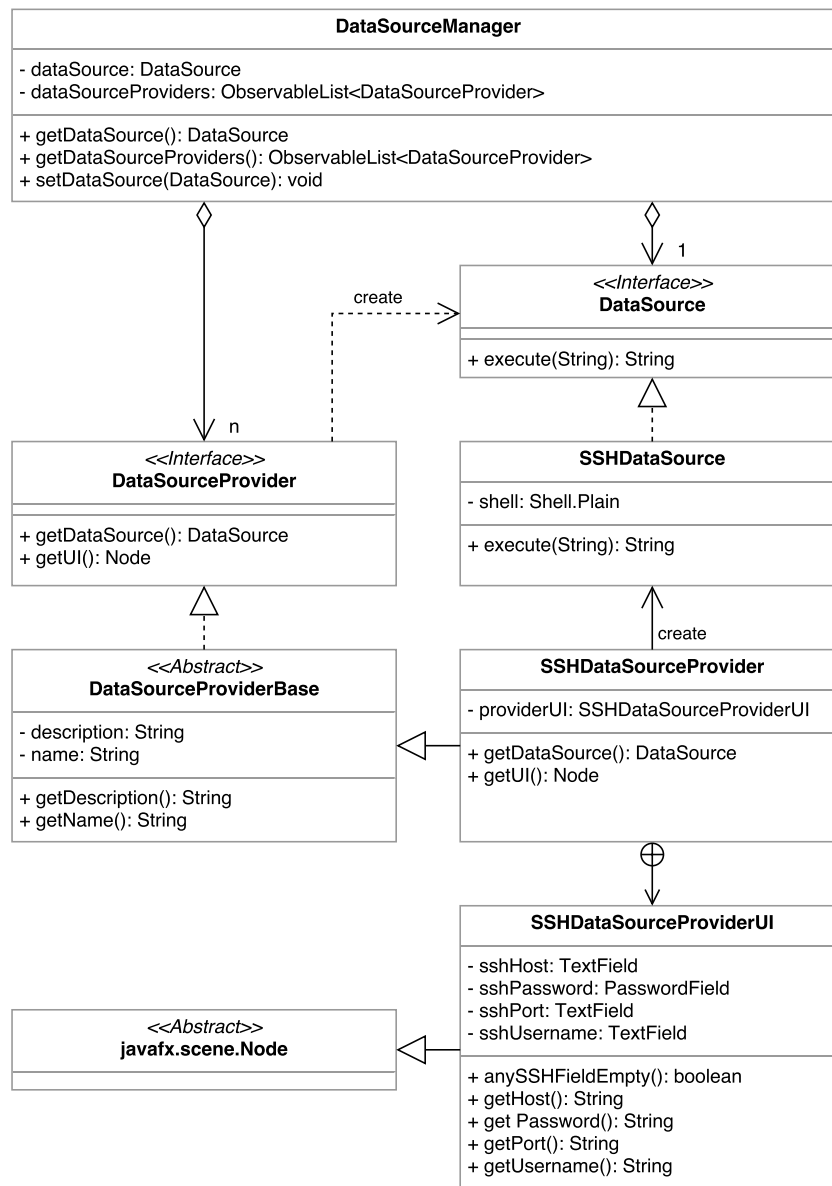 DataSourceManager
- dataSource: DataSource
- dataSourceProviders: ObservableList<DataSourceProvider>
+ getDataSource(): DataSource
+ getDataSourceProviders(): ObservableList<DataSourceProvider>
+ setDataSource(DataSource): void
1
<<Interface>>
DataSource
+ execute(String): String
create
n
<<Interface>>
DataSourceProvider
+ getDataSource(): DataSource
+ getUI(): Node
SSHDataSource
- shell: Shell.Plain
+ execute(String): String
create
<<Abstract>>
DataSourceProviderBase
- description: String
- name: String
+ getDescription(): String
+ getName(): String
SSHDataSourceProvider
- providerUI: SSHDataSourceProviderUI
+ getDataSource(): DataSource
+ getUI(): Node
SSHDataSourceProviderUI
- sshHost: TextField
- sshPassword: PasswordField
- sshPort: TextField
- sshUsername: TextField
+ anySSHFieldEmpty(): boolean
+ getHost(): String
+ get Password(): String
+ getPort(): String
+ getUsername(): String
<<Abstract>>
javafx.scene.Node